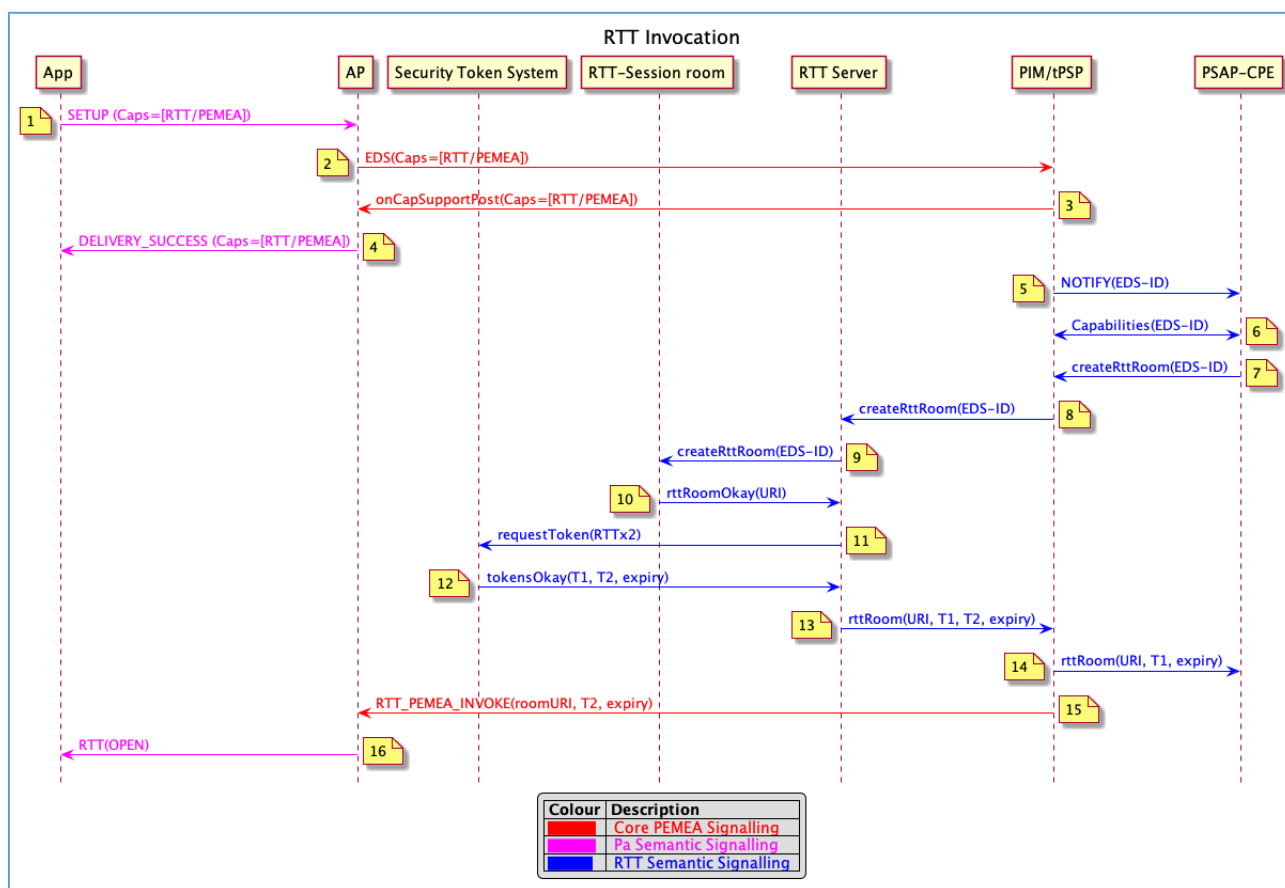 RTT Invocation
App AP Security Token System RTT-Session room RTT Server PIM/tPSP PSAP-CPE
1 SETUP (Caps=[RTT/PEMEA])
2 EDS(Caps=[RTT/PEMEA])
onCapSupportPost(Caps=[RTT/PEMEA]) 3
DELIVERY_SUCCESS (Caps=[RTT/PEMEA]) 4
5 NOTIFY(EDS-ID)
Capabilities(EDS-ID) 6
createRttRoom(EDS-ID) 7
createRttRoom(EDS-ID) 8
createRttRoom(EDS-ID) 9
10 rttRoomOkay(URI)
requestToken(RTTx2) 11
12 tokensOkay(T1, T2, expiry)
13 rttRoom(URI, T1, T2, expiry)
14 rttRoom(URI, T1, expiry)
RTT_PEMEA_INVOKE(roomURI, T2, expiry) 15
RTT(OPEN) 16
Colour Description
Core PEMEA Signalling
Pa Semantic Signalling
RTT Semantic Signalling